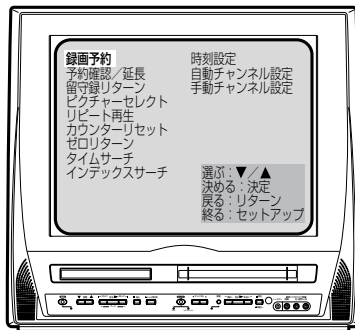 録画予約
予約確認／延長
留守録リターン
ピクチャーセレクト
リピート再生
カウンターリセット
ゼロリターン
タイムサーチ
インデックスサーチ
時刻設定
自動チャンネル設定
手動チャンネル設定
選ぶ：▼／▲
決める：決定
戻る：リターン
終る：セットアップ